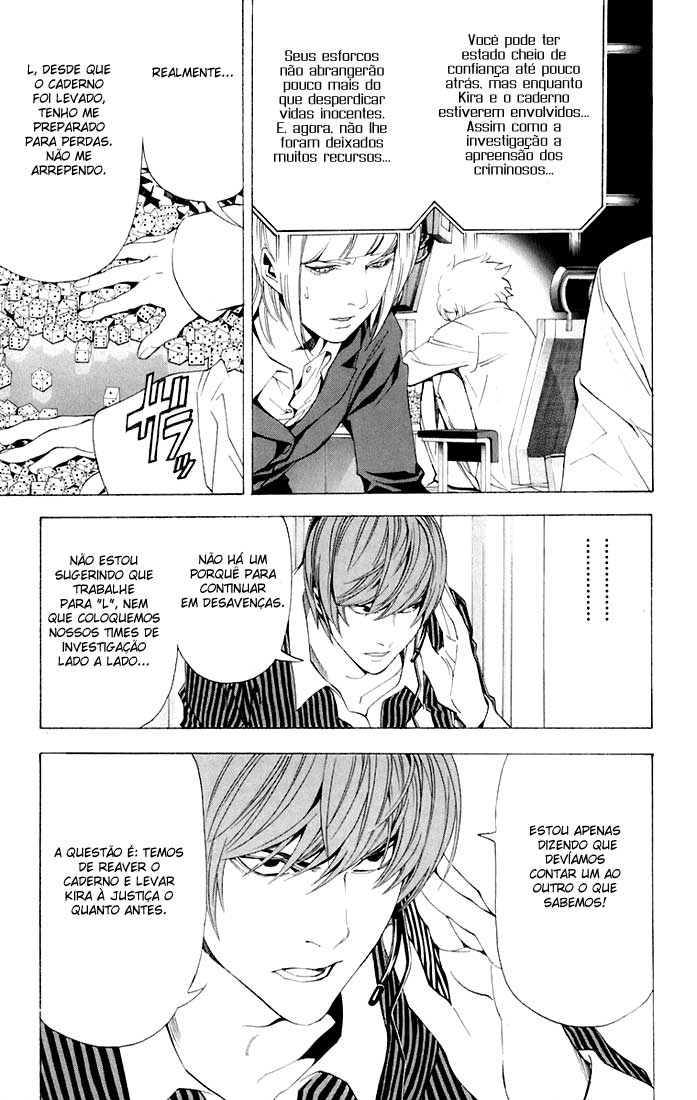 Você pode ter
estado cheio de
confiança até pouco
atrás, mas enquanto
Kira e o caderno
estiverem envolvidos...
Assim como a
investigação a
apreensão dos
criminosos...
Seus esforcos
não abrangerão
pouco mais do
que desperdicar
vidas inocentes.
E, agora, não lhe
foram deixados
muitos recursos...
REALMENTE...
L, DESDE QUE
O CADERNO
FOI LEVADO,
TENHO ME
PREPARADO
PARA PERDAS.
NÃO ME
ARREPENDO.
ザラッ
NÃO HÁ UM
PORQUÊ PARA
CONTINUAR
EM DESAVENÇAS.
NÃO ESTOU
SUGERINDO QUE
TRABALHE
PARA "L", NEM
QUE COLOQUEMOS
NOSSOS TIMES DE
INVESTIGAÇÃO
LADO A LADO...
ESTOU APENAS
DIZENDO QUE
DEVÍAMOS
CONTAR UM AO
OUTRO O QUE
SABEMOS!
A QUESTÃO É: TEMOS
DE REAVER O
CADERNO E LEVAR
KIRA À JUSTIÇA O
QUANTO ANTES.